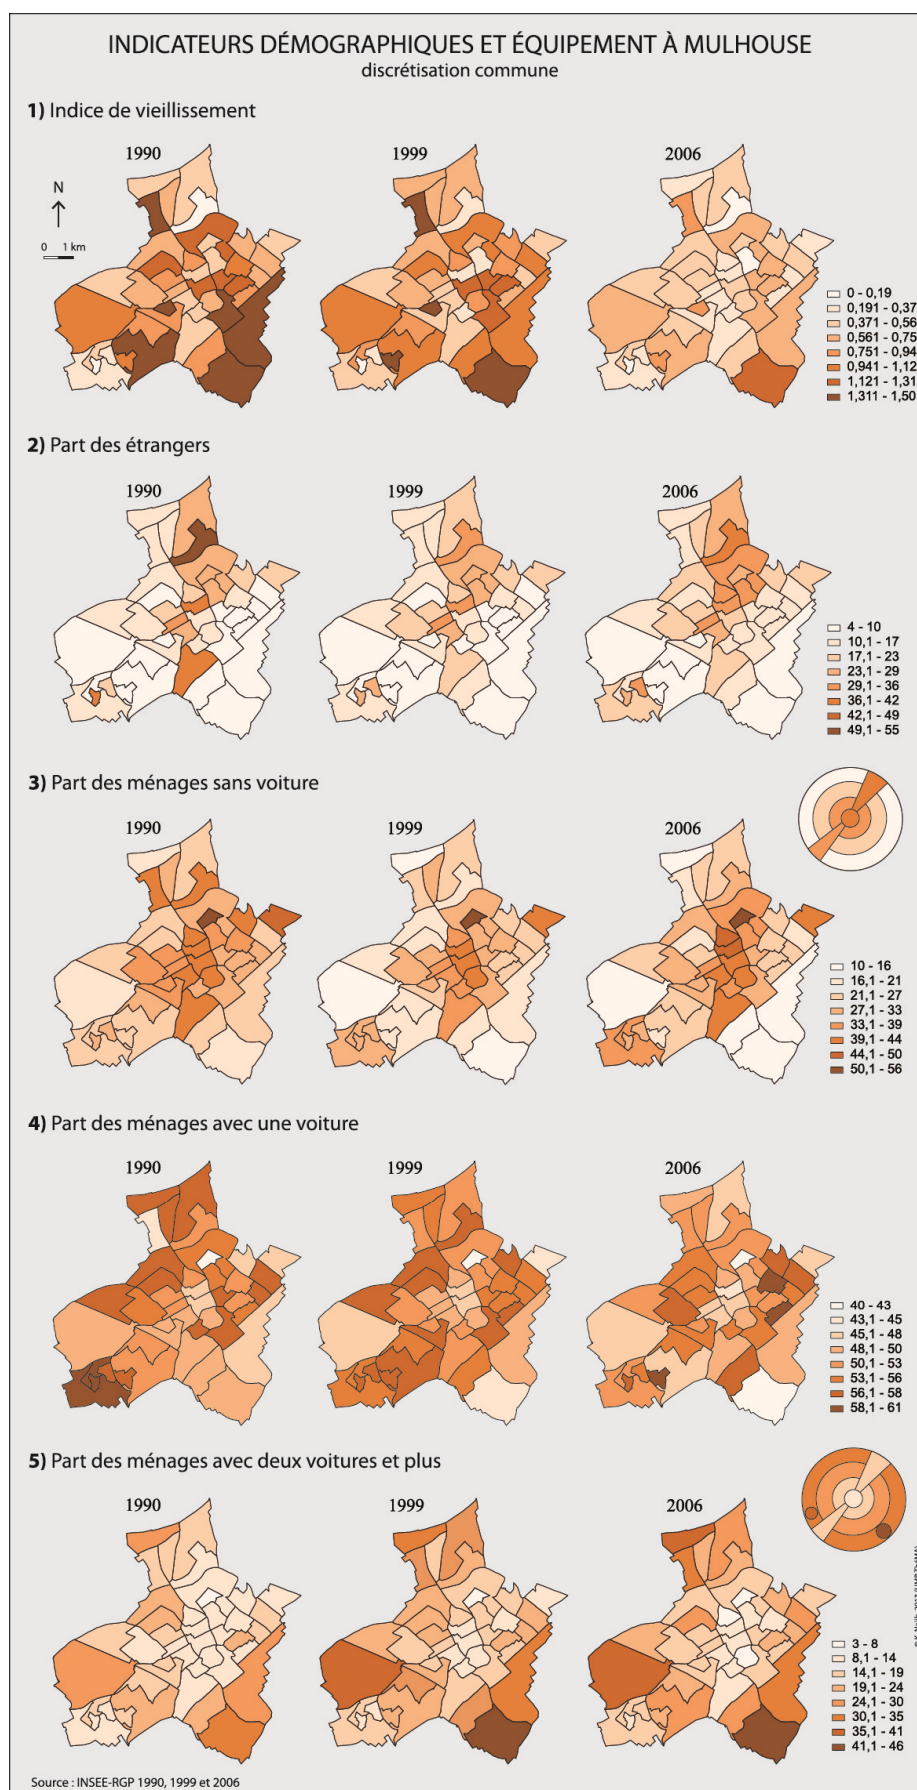 INDICATEURS DÉMOGRAPHIQUES ET ÉQUIPEMENT À MULHOUSE
discrétisation commune
1) Indice de vieillissement
1990
1999
2006
N
0 1 km
0 - 0,19
0,191 - 0,37
0,371 - 0,56
0,561 - 0,75
0,751 - 0,94
0,941 - 1,12
1,121 - 1,31
1,311 - 1,50
2) Part des étrangers
1990
1999
2006
4 - 10
10,1 - 17
17,1 - 23
23,1 - 29
29,1 - 36
36,1 - 42
42,1 - 49
49,1 - 55
3) Part des ménages sans voiture
1990
1999
2006
10 - 16
16,1 - 21
21,1 - 27
27,1 - 33
33,1 - 39
39,1 - 44
44,1 - 50
50,1 - 56
4) Part des ménages avec une voiture
1990
1999
2006
40 - 43
43,1 - 45
45,1 - 48
48,1 - 50
50,1 - 53
53,1 - 56
56,1 - 58
58,1 - 61
5) Part des ménages avec deux voitures et plus
1990
1999
2006
3 - 8
8,1 - 14
14,1 - 19
19,1 - 24
24,1 - 30
30,1 - 35
35,1 - 41
41,1 - 46
Source : INSEE-RGP 1990, 1999 et 2006